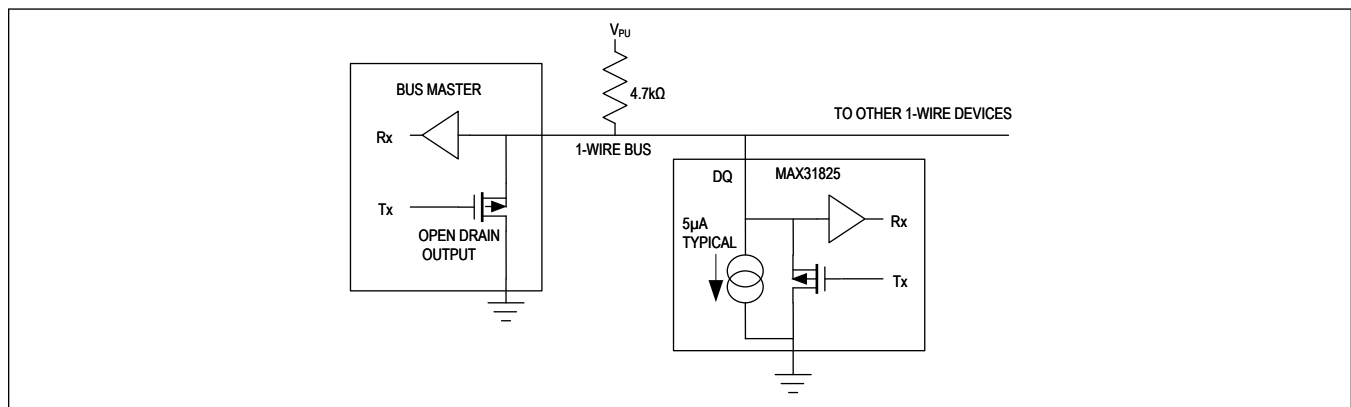 V_PU
BUS MASTER
4.7kΩ
TO OTHER 1-WIRE DEVICES
Rx
1-WIRE BUS
DQ
MAX31825
Tx
5µA
TYPICAL
Rx
OPEN DRAIN
OUTPUT
Tx